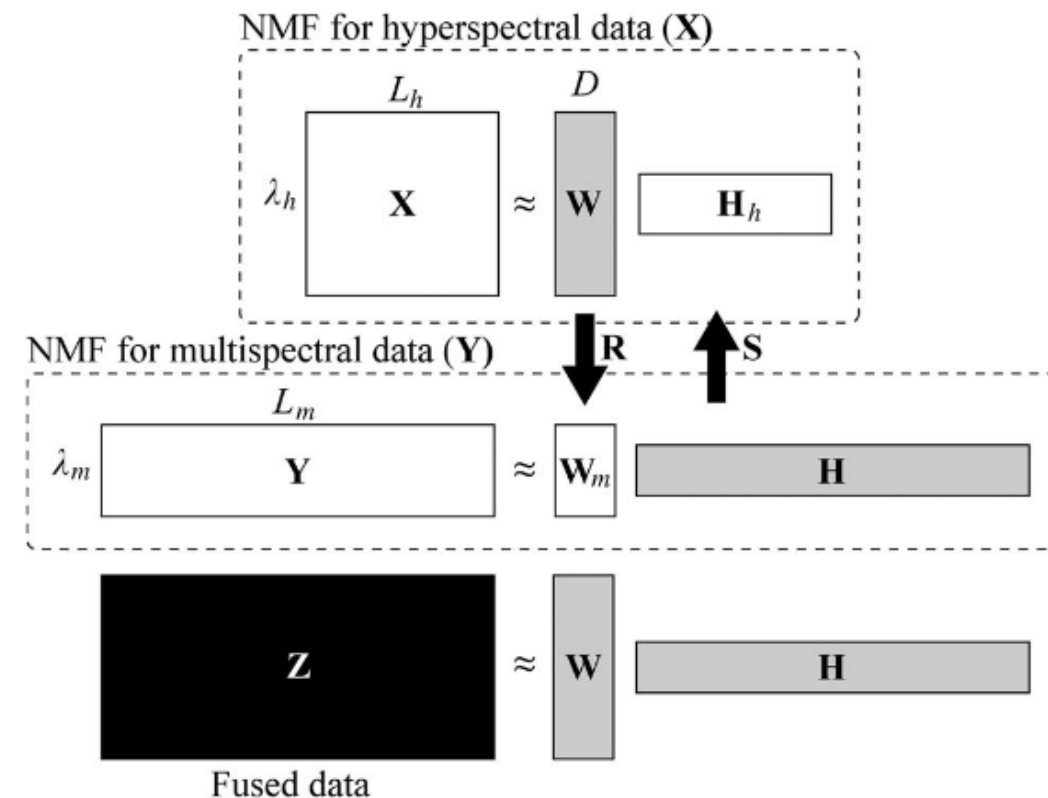 NMF for hyperspectral data (X)
L_h D
λ_h X ≈ W H_h
R S
NMF for multispectral data (Y)
L_m
λ_m Y ≈ W_m H
Z ≈ W H
Fused data